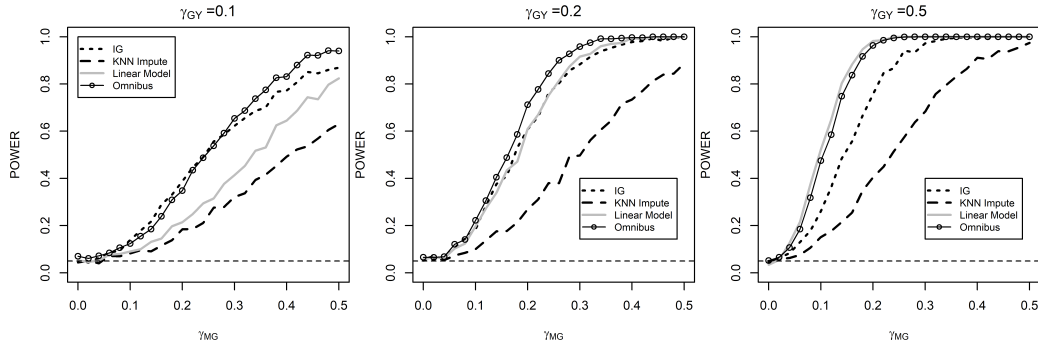 γGY =0.1
POWER
0.0 0.2 0.4 0.6 0.8 1.0
IG
KNN Impute
Linear Model
Omnibus
0.0 0.1 0.2 0.3 0.4 0.5
γMG
γGY =0.2
POWER
0.0 0.2 0.4 0.6 0.8 1.0
IG
KNN Impute
Linear Model
Omnibus
0.0 0.1 0.2 0.3 0.4 0.5
γMG
γGY =0.5
POWER
0.0 0.2 0.4 0.6 0.8 1.0
IG
KNN Impute
Linear Model
Omnibus
0.0 0.1 0.2 0.3 0.4 0.5
γMG